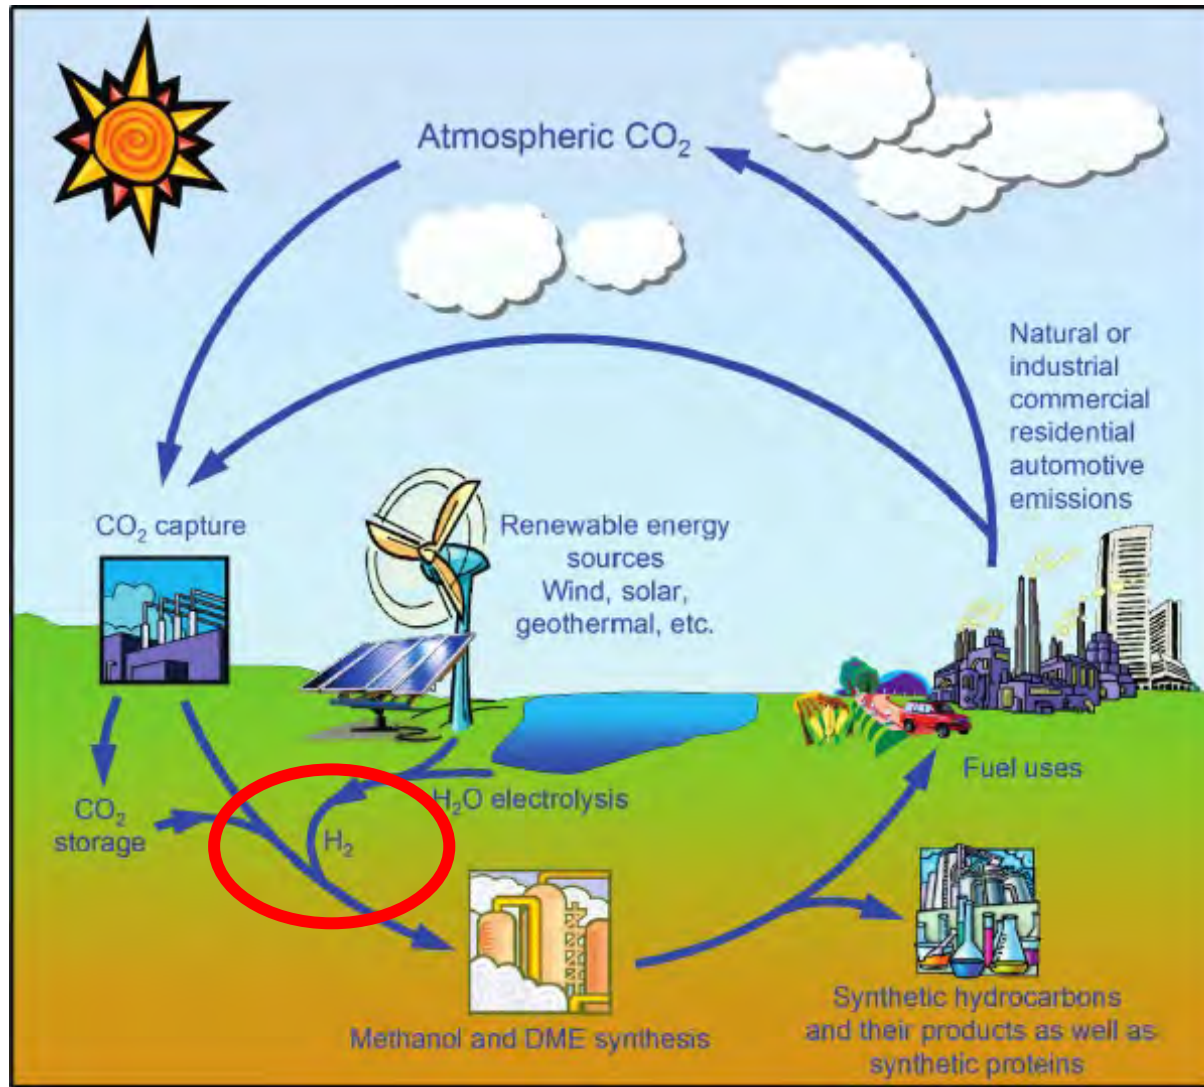 Atmospheric CO₂
Natural or
industrial
commercial
residential
automotive
emissions
CO₂ capture
Renewable energy
sources
Wind, solar,
geothermal, etc.
Fuel uses
H₂O electrolysis
CO₂
storage
H₂
Methanol and DME synthesis
Synthetic hydrocarbons
and their products as well as
synthetic proteins